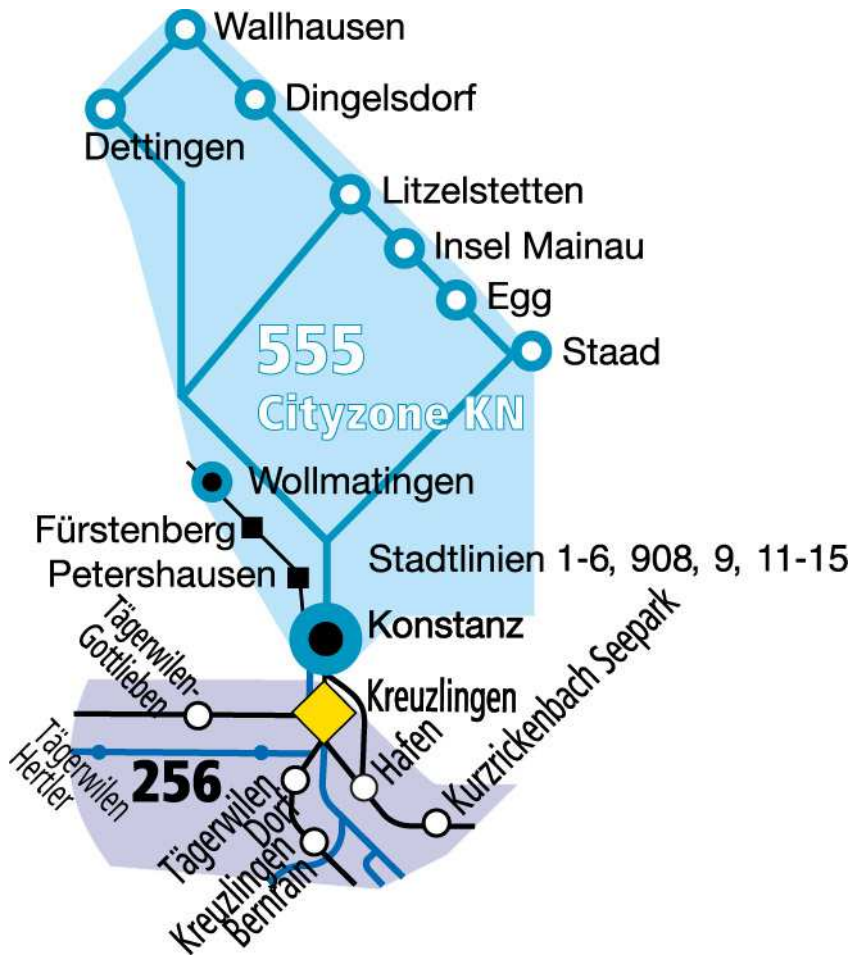 Wallhausen
Dingelsdorf
Dettingen
Litzelstetten
Insel Mainau
Egg
555
Staad
Cityzone KN
Wollmatingen
Fürstenberg
Stadtlinien 1-6, 908, 9, 11-15
Petershausen
Konstanz
Tägerwilen-
Gottlieben
Kreuzlingen
Hafen
Kurzrickenbach Seepark
Tägerwilen
Hertler
256
Tägerwilen
Dorf
Kreuzlingen
Bernrain